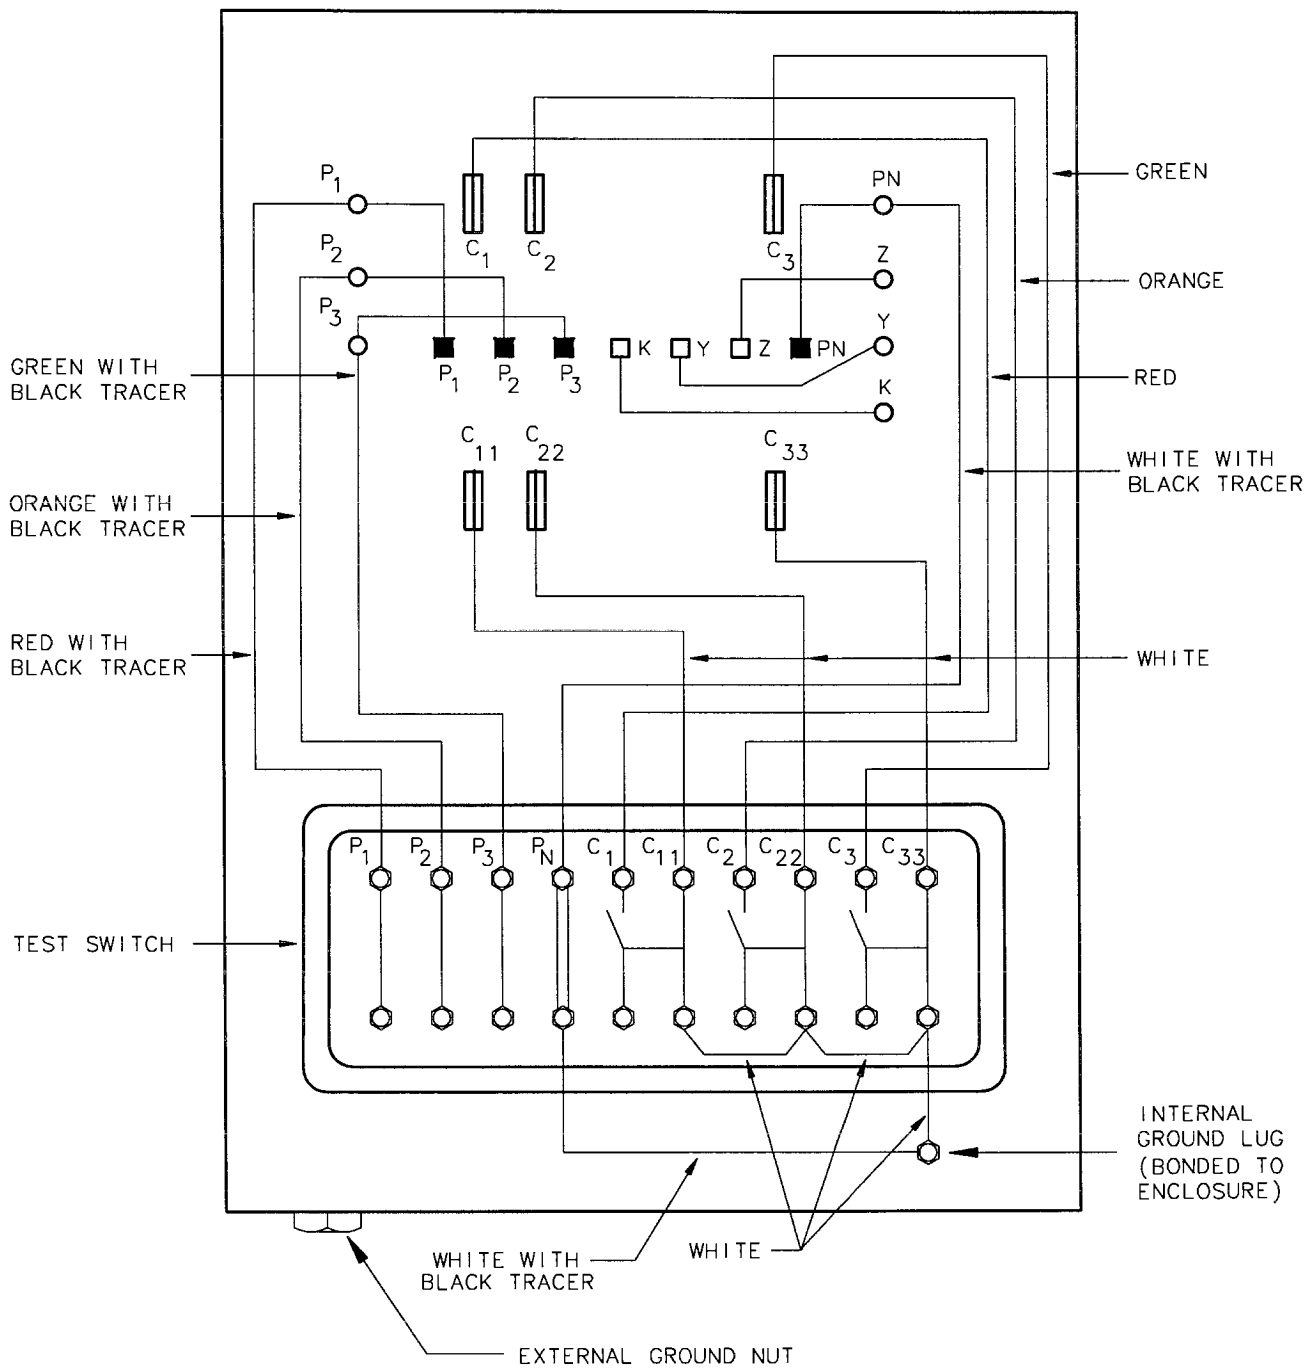 GREEN
P1
C1
C2
C3
PN
P2
Z
ORANGE
P3
Y
GREEN WITH
BLACK TRACER
P1
P2
P3
K
Y
Z
PN
K
RED
C11
C22
C33
WHITE WITH
BLACK TRACER
ORANGE WITH
BLACK TRACER
RED WITH
BLACK TRACER
WHITE
P1
P2
P3
PN
C1
C11
C2
C22
C3
C33
TEST SWITCH
INTERNAL
GROUND LUG
(BONDED TO
ENCLOSURE)
WHITE WITH
BLACK TRACER
WHITE
EXTERNAL GROUND NUT